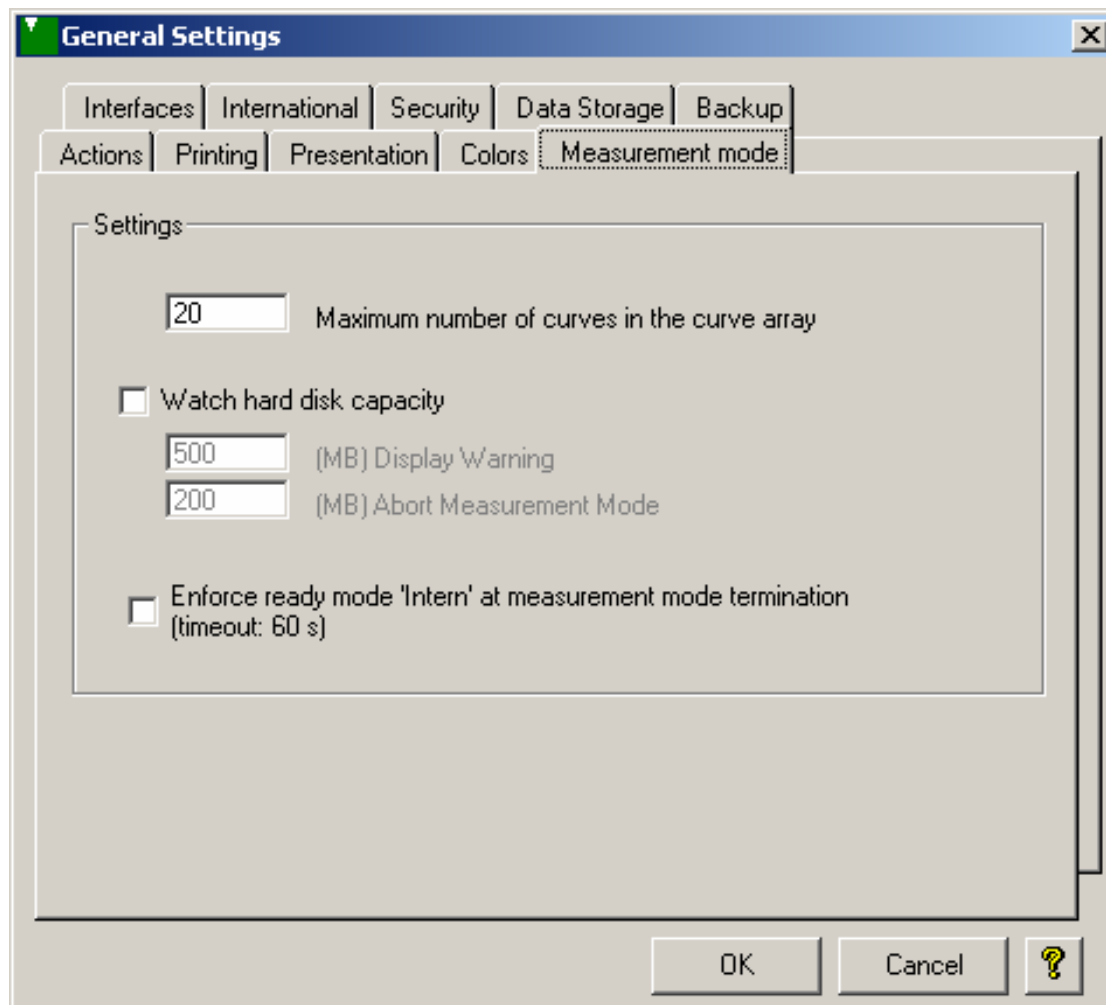 General Settings
Interfaces International Security Data Storage Backup
Actions Printing Presentation Colors Measurement mode
Settings
20 Maximum number of curves in the curve array
Watch hard disk capacity
500 (MB) Display Warning
200 (MB) Abort Measurement Mode
Enforce ready mode 'Intern' at measurement mode termination
(timeout: 60 s)
OK Cancel ?